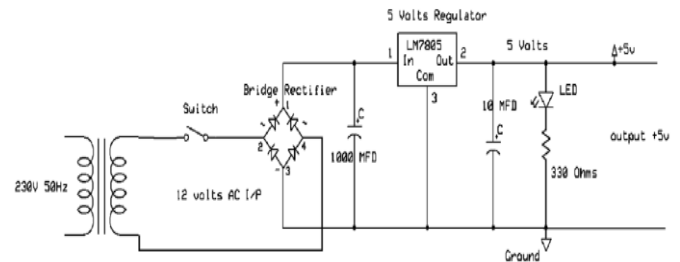 5 Volts Regulator
LM7805
1 In Out 2
Com
3
5 Volts
Δ+5v
Bridge Rectifier
+ 1
2 4
- 3
Switch
C
1000 MFD
10 MFD
C
LED
330 Ohms
output +5v
230V 50Hz
12 volts AC I/P
Ground